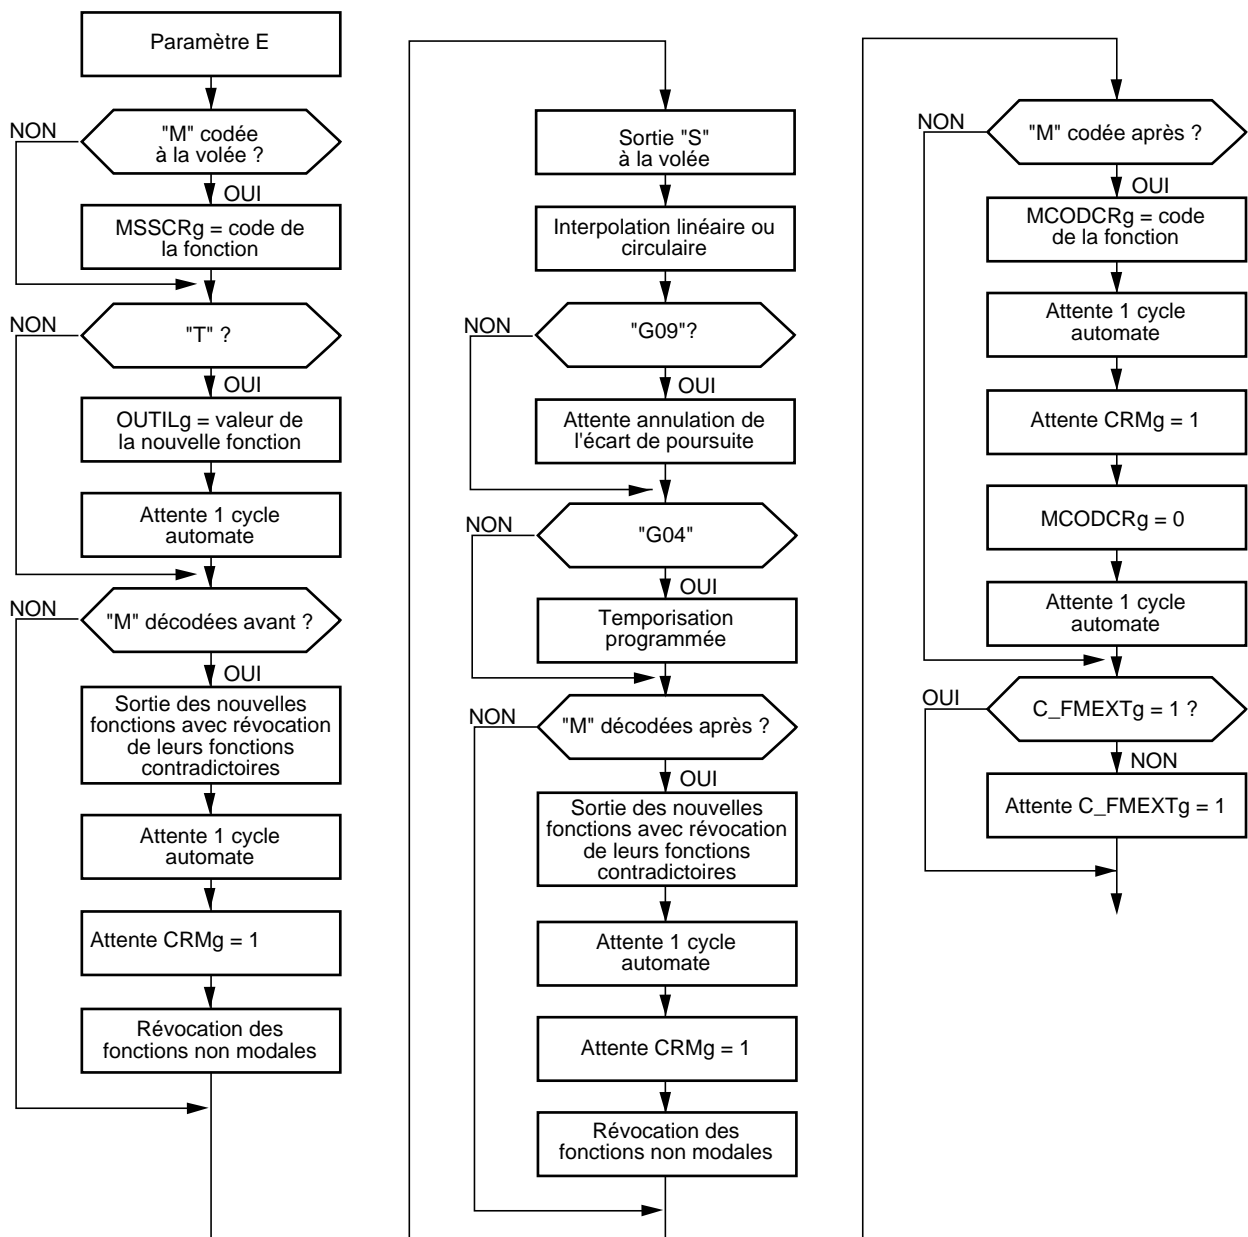 Paramètre E
NON
"M" codée
à la volée ?
OUI
MSSCRg = code de
la fonction
NON
"T" ?
OUI
OUTILg = valeur de
la nouvelle fonction
Attente 1 cycle
automate
NON
"M" décodées avant ?
OUI
Sortie des nouvelles
fonctions avec révocation
de leurs fonctions
contradictoires
Attente 1 cycle
automate
Attente CRMg = 1
Révocation des
fonctions non modales
Sortie "S"
à la volée
Interpolation linéaire ou
circulaire
NON
"G09"?
OUI
Attente annulation de
l'écart de poursuite
NON
"G04"
OUI
Temporisation
programmée
NON
"M" décodées après ?
OUI
Sortie des nouvelles
fonctions avec révocation
de leurs fonctions
contradictoires
Attente 1 cycle
automate
Attente CRMg = 1
Révocation des
fonctions non modales
NON
"M" codée après ?
OUI
MCODCRg = code
de la fonction
Attente 1 cycle
automate
Attente CRMg = 1
MCODCRg = 0
Attente 1 cycle
automate
OUI
C_FMEXTg = 1 ?
NON
Attente C_FMEXTg = 1